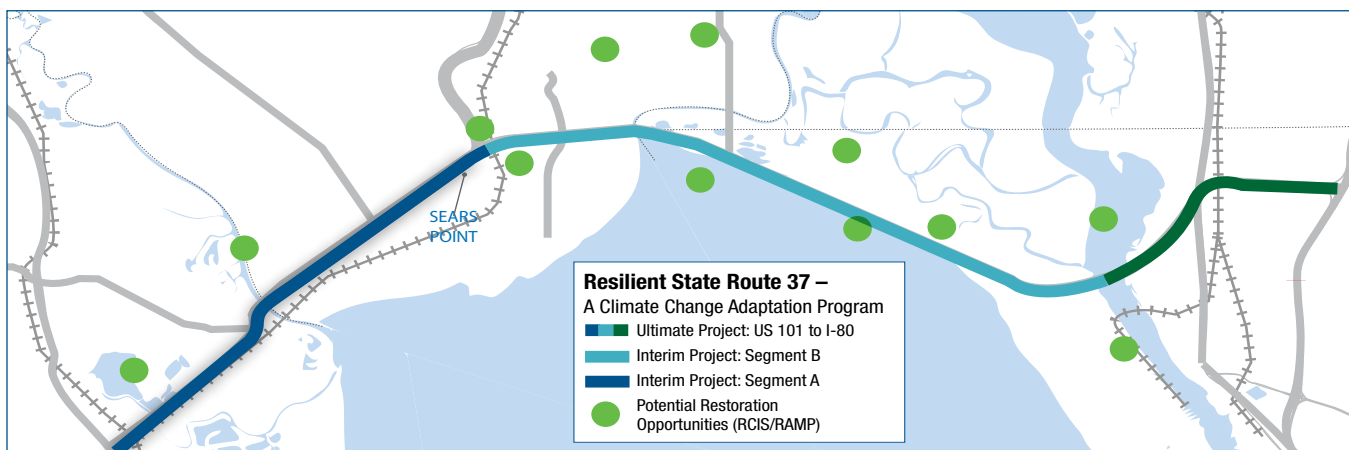 SEARS
POINT
Resilient State Route 37 –
A Climate Change Adaptation Program
Ultimate Project: US 101 to I-80
Interim Project: Segment B
Interim Project: Segment A
Potential Restoration
Opportunities (RCIS/RAMP)